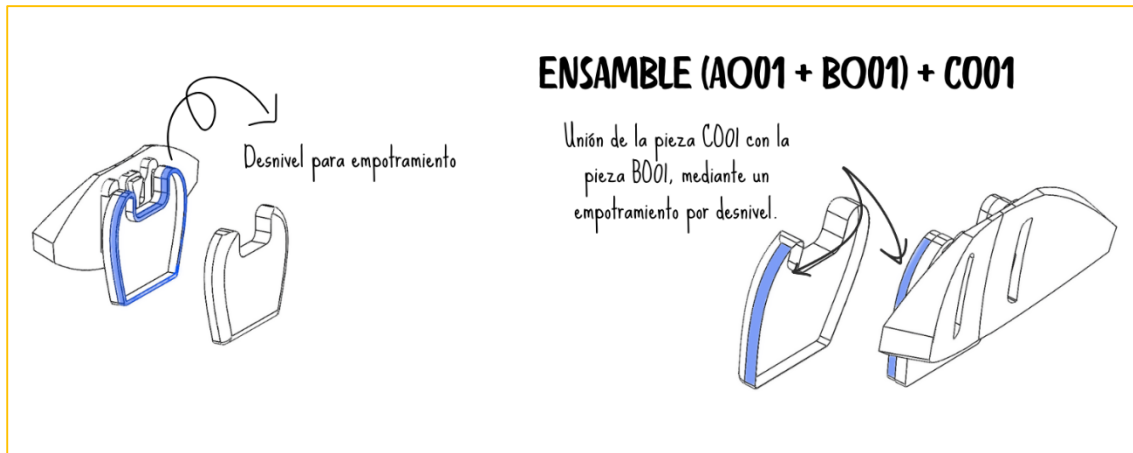 ENSAMBLE (A001 + B001) + C001
Desnivel para empotramiento
Unión de la pieza C001 con la
pieza B001, mediante un
empotramiento por desnivel.